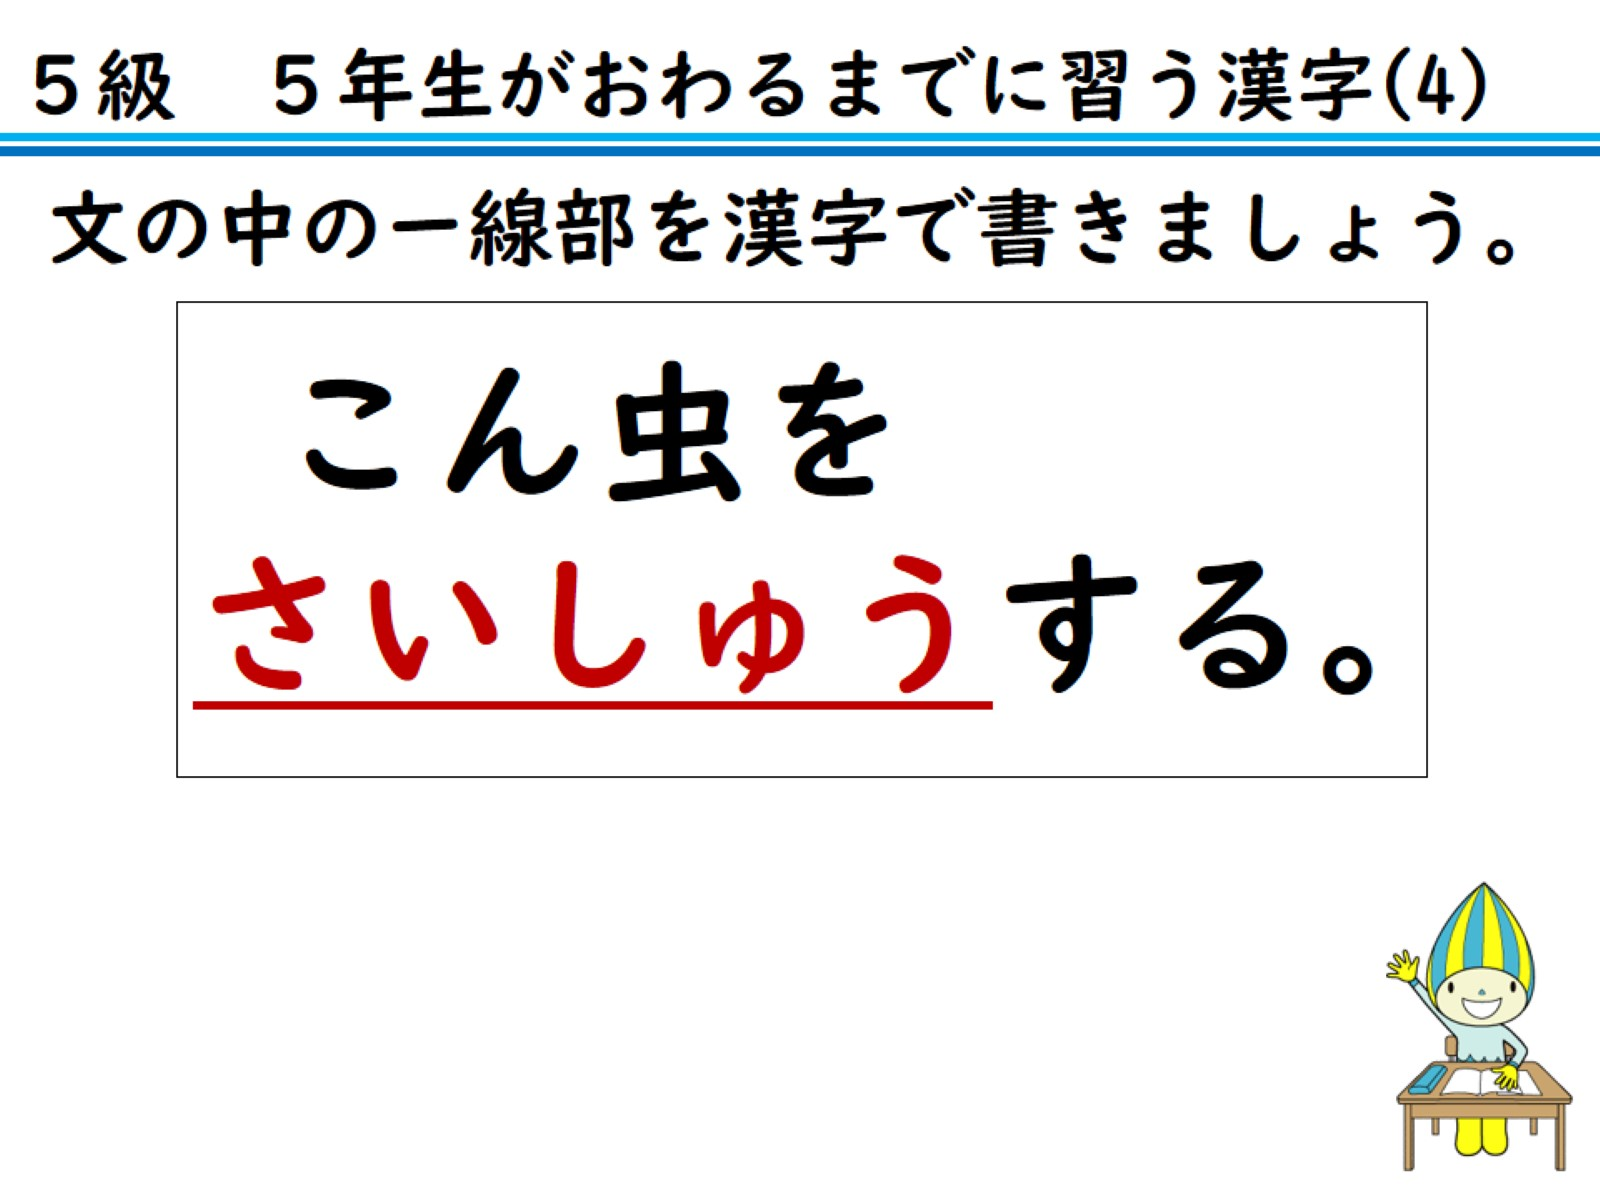 ５級　５年生がおわるまでに習う漢字(4)
文の中の一線部を漢字で書きましょう。
こん虫を
さいしゅうする。